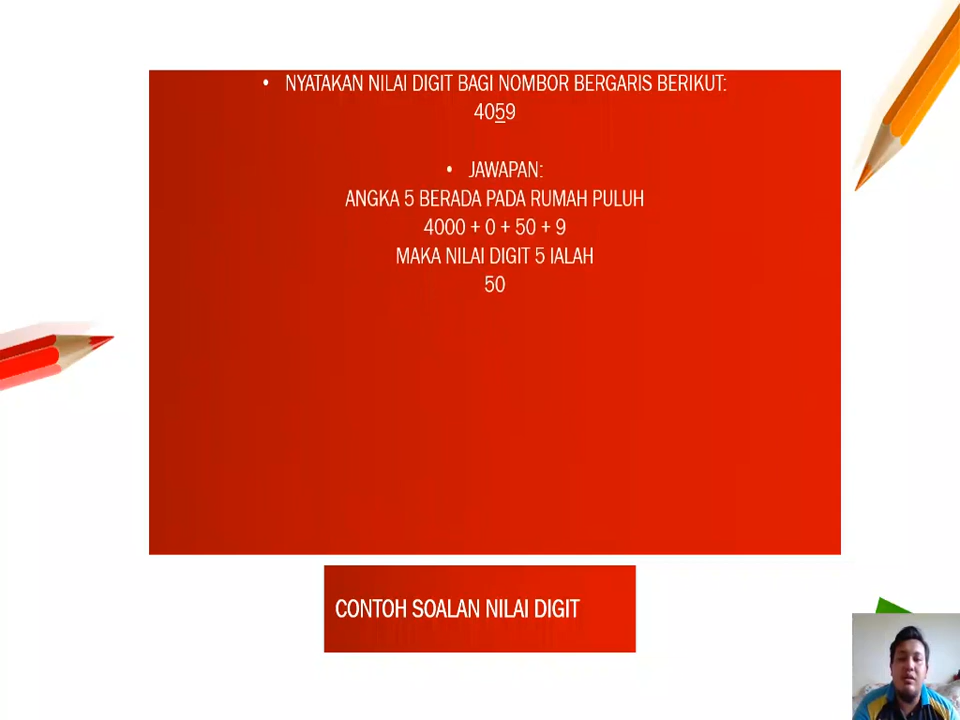 • NYATAKAN NILAI DIGIT BAGI NOMBOR BERGARIS BERIKUT:
4059
• JAWAPAN:
ANGKA 5 BERADA PADA RUMAH PULUH
4000 + 0 + 50 + 9
MAKA NILAI DIGIT 5 IALAH
50
CONTOH SOALAN NILAI DIGIT